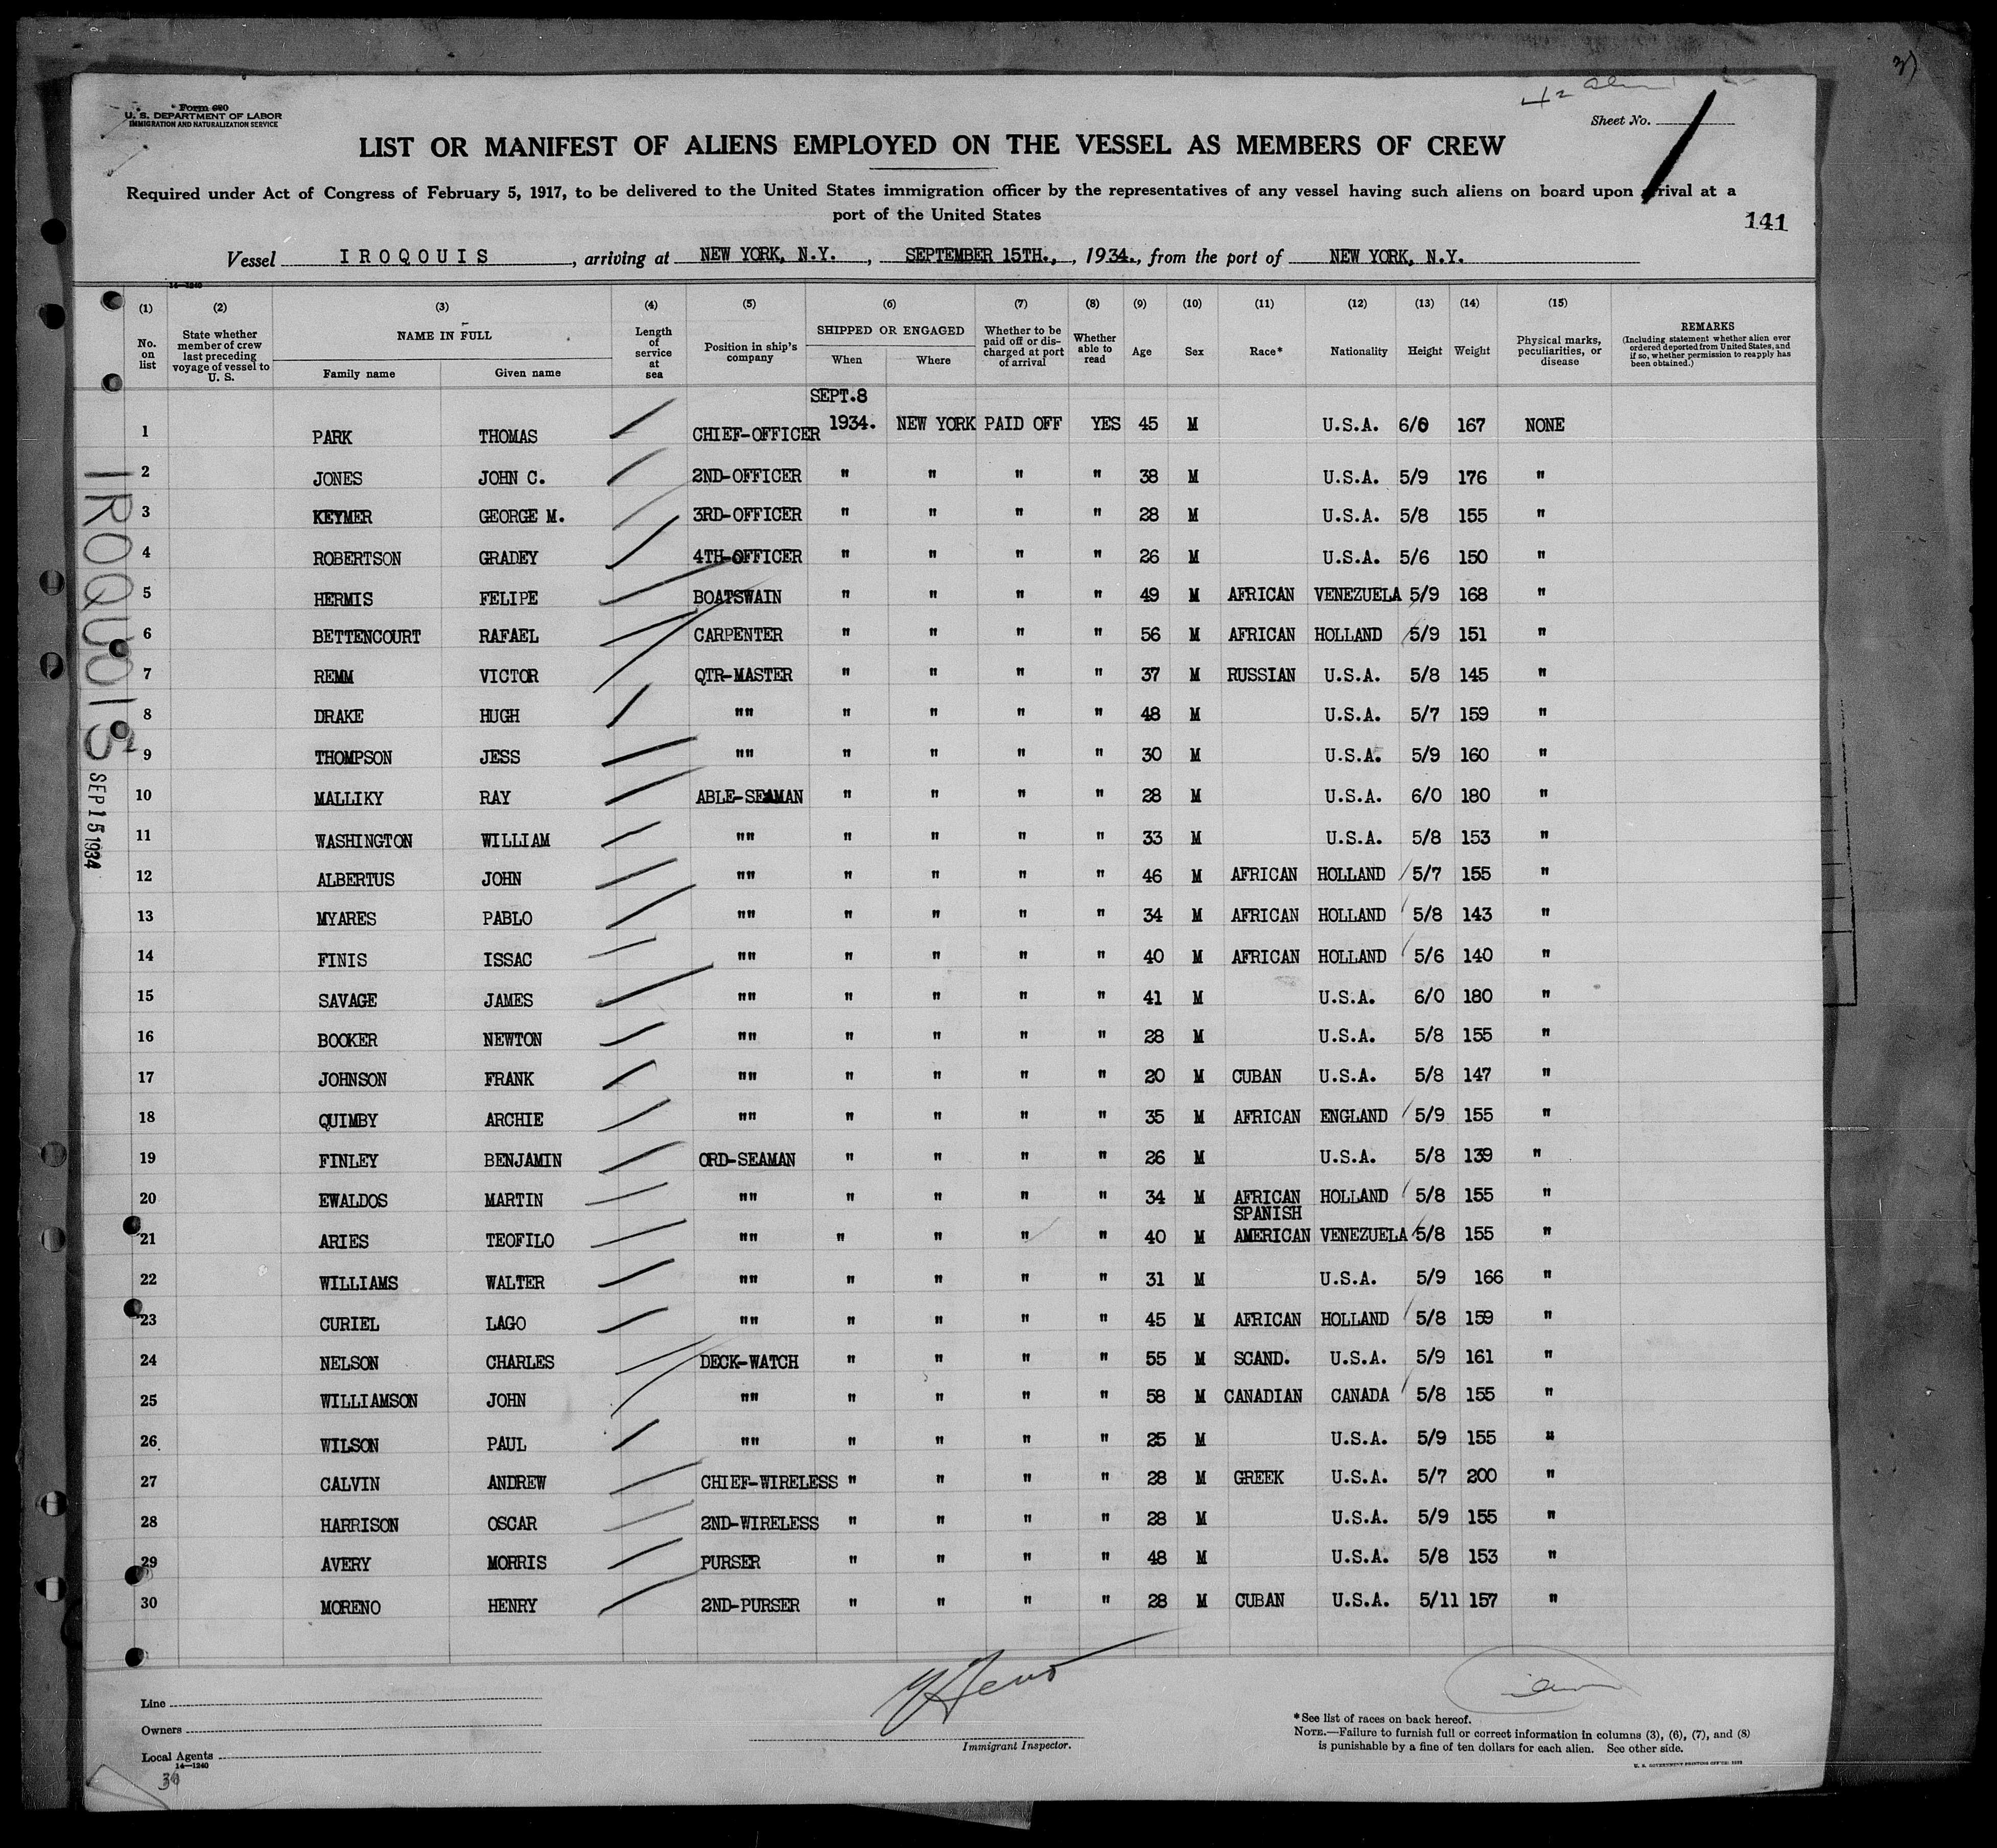 Form 680
U. S. DEPARTMENT OF LABOR
IMMIGRATION AND NATURALIZATION SERVICE
Sheet No. 1
LIST OR MANIFEST OF ALIENS EMPLOYED ON THE VESSEL AS MEMBERS OF CREW
Required under Act of Congress of February 5, 1917, to be delivered to the United States immigration officer by the representatives of any vessel having such aliens on board upon arrival at a
port of the United States
141
Vessel IROQOUIS, arriving at NEW YORK, N.Y., SEPTEMBER 15TH., 1934., from the port of NEW YORK, N.Y.
14—1240
(1) (2) (3) (4) (5) (6) (7) (8) (9) (10) (11) (12) (13) (14) (15)
No. on list
State whether member of crew last preceding voyage of vessel to U. S.
NAME IN FULL
Family name Given name
Length of service at sea
Position in ship's company
SHIPPED OR ENGAGED
When Where
Whether to be paid off or discharged at port of arrival
Whether able to read
Age
Sex
Race*
Nationality
Height
Weight
Physical marks, peculiarities, or disease
REMARKS
(Including statement whether alien ever ordered deported from United States, and if so, whether permission to reapply has been obtained.)
SEPT.8
1 PARK THOMAS CHIEF-OFFICER 1934. NEW YORK PAID OFF YES 45 M U.S.A. 6/0 167 NONE
2 JONES JOHN C. 2ND-OFFICER " " " " 38 M U.S.A. 5/9 176 "
3 KEYMER GEORGE M. 3RD-OFFICER " " " " 28 M U.S.A. 5/8 155 "
4 ROBERTSON GRADEY 4TH-OFFICER " " " " 26 M U.S.A. 5/6 150 "
5 HERMIS FELIPE BOATSWAIN " " " " 49 M AFRICAN VENEZUELA 5/9 168 "
6 BETTENCOURT RAFAEL CARPENTER " " " " 56 M AFRICAN HOLLAND 5/9 151 "
7 REMM VICTOR QTR-MASTER " " " " 37 M RUSSIAN U.S.A. 5/8 145 "
8 DRAKE HUGH "" " " " " 48 M U.S.A. 5/7 159 "
9 THOMPSON JESS "" " " " " 30 M U.S.A. 5/9 160 "
10 MALLIKY RAY ABLE-SEAMAN " " " " 28 M U.S.A. 6/0 180 "
11 WASHINGTON WILLIAM "" " " " " 33 M U.S.A. 5/8 153 "
12 ALBERTUS JOHN "" " " " " 46 M AFRICAN HOLLAND 5/7 155 "
13 MYARES PABLO "" " " " " 34 M AFRICAN HOLLAND 5/8 143 "
14 FINIS ISSAC "" " " " " 40 M AFRICAN HOLLAND 5/6 140 "
15 SAVAGE JAMES "" " " " " 41 M U.S.A. 6/0 180 "
16 BOOKER NEWTON "" " " " " 28 M U.S.A. 5/8 155 "
17 JOHNSON FRANK "" " " " " 20 M CUBAN U.S.A. 5/8 147 "
18 QUIMBY ARCHIE "" " " " " 35 M AFRICAN ENGLAND 5/9 155 "
19 FINLEY BENJAMIN ORD-SEAMAN " " " " 26 M U.S.A. 5/8 139 "
20 EWALDOS MARTIN "" " " " " 34 M AFRICAN HOLLAND 5/8 155 "
SPANISH
21 ARIES TEOFILO "" " " " " 40 M AMERICAN VENEZUELA 5/8 155 "
22 WILLIAMS WALTER "" " " " " 31 M U.S.A. 5/9 166 "
23 CURIEL LAGO "" " " " " 45 M AFRICAN HOLLAND 5/8 159 "
24 NELSON CHARLES DECK-WATCH " " " " 55 M SCAND. U.S.A. 5/9 161 "
25 WILLIAMSON JOHN "" " " " " 58 M CANADIAN CANADA 5/8 155 "
26 WILSON PAUL "" " " " " 25 M U.S.A. 5/9 155 "
27 CALVIN ANDREW CHIEF-WIRELESS " " " " 28 M GREEK U.S.A. 5/7 200 "
28 HARRISON OSCAR 2ND-WIRELESS " " " " 28 M U.S.A. 5/9 155 "
29 AVERY MORRIS PURSER " " " " 48 M U.S.A. 5/8 153 "
30 MORENO HENRY 2ND-PURSER " " " " 28 M CUBAN U.S.A. 5/11 157 "
IROQUOIS
SEP 15 1934
Line
Owners
Local Agents
14—1240
30
Immigrant Inspector.
*See list of races on back hereof.
NOTE.—Failure to furnish full or correct information in columns (3), (6), (7), and (8)
is punishable by a fine of ten dollars for each alien. See other side.
U. S. GOVERNMENT PRINTING OFFICE: